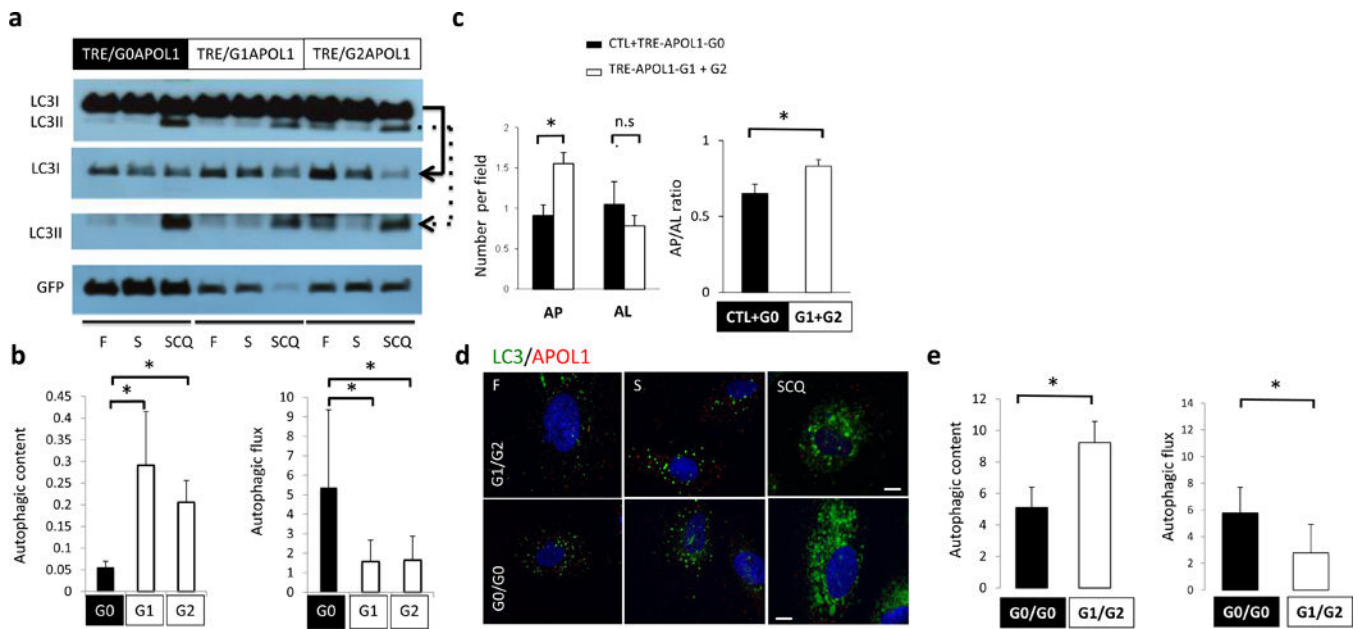 a
TRE/G0APOL1 TRE/G1APOL1 TRE/G2APOL1
LC3I
LC3II
LC3I
LC3II
GFP
F S SCQ F S SCQ F S SCQ
c
CTL+TRE-APOL1-G0
TRE-APOL1-G1 + G2
Number per field
2
1.5
1
0.5
0
*
n.s
AP AL
AP/AL ratio
1
0.5
0
*
CTL+G0 G1+G2
b
Autophagic content
0.45
0.4
0.35
0.3
0.25
0.2
0.15
0.1
0.05
0
*
*
G0 G1 G2
Autophagic flux
10
9
8
7
6
5
4
3
2
1
0
*
*
G0 G1 G2
d
LC3/APOL1
F S SCQ
G1/G2
G0/G0
e
Autophagic content
12
10
8
6
4
2
0
*
G0/G0 G1/G2
Autophagic flux
14
12
10
8
6
4
2
0
*
G0/G0 G1/G2